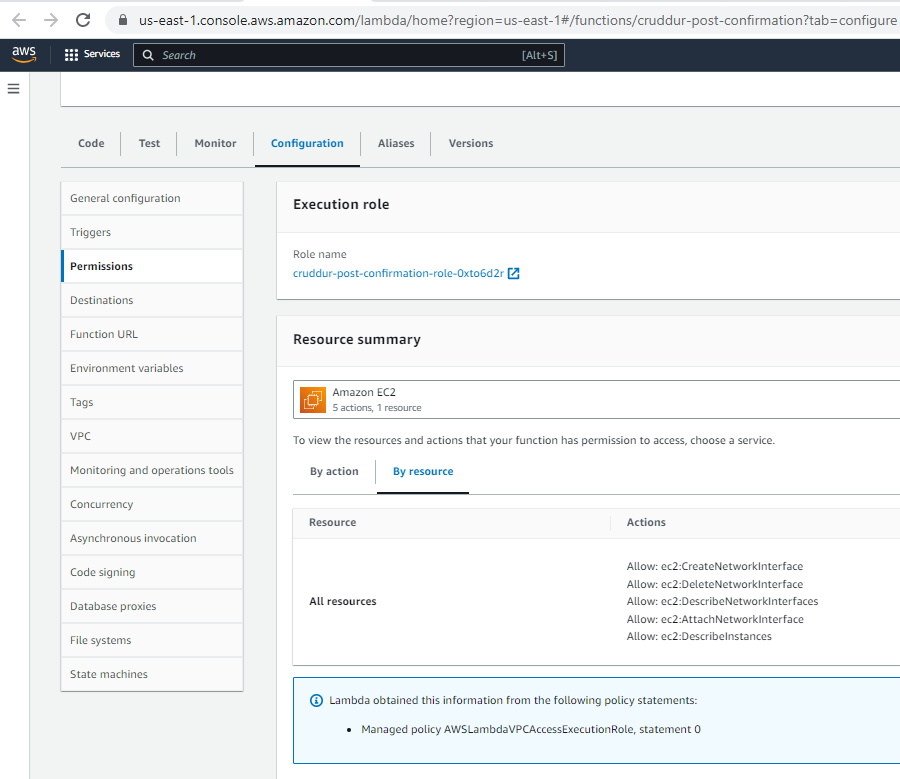 us-east-1.console.aws.amazon.com/lambda/home?region=us-east-1#/functions/cruddur-post-confirmation?tab=configure
aws Services Search [Alt+S]
Code Test Monitor Configuration Aliases Versions
General configuration
Triggers
Permissions
Destinations
Function URL
Environment variables
Tags
VPC
Monitoring and operations tools
Concurrency
Asynchronous invocation
Code signing
Database proxies
File systems
State machines
Execution role
Role name
cruddur-post-confirmation-role-0xto6d2r
Resource summary
Amazon EC2
5 actions, 1 resource
To view the resources and actions that your function has permission to access, choose a service.
By action By resource
Resource Actions
All resources
Allow: ec2:CreateNetworkInterface
Allow: ec2:DeleteNetworkInterface
Allow: ec2:DescribeNetworkInterfaces
Allow: ec2:AttachNetworkInterface
Allow: ec2:DescribeInstances
Lambda obtained this information from the following policy statements:
• Managed policy AWSLambdaVPCAccessExecutionRole, statement 0